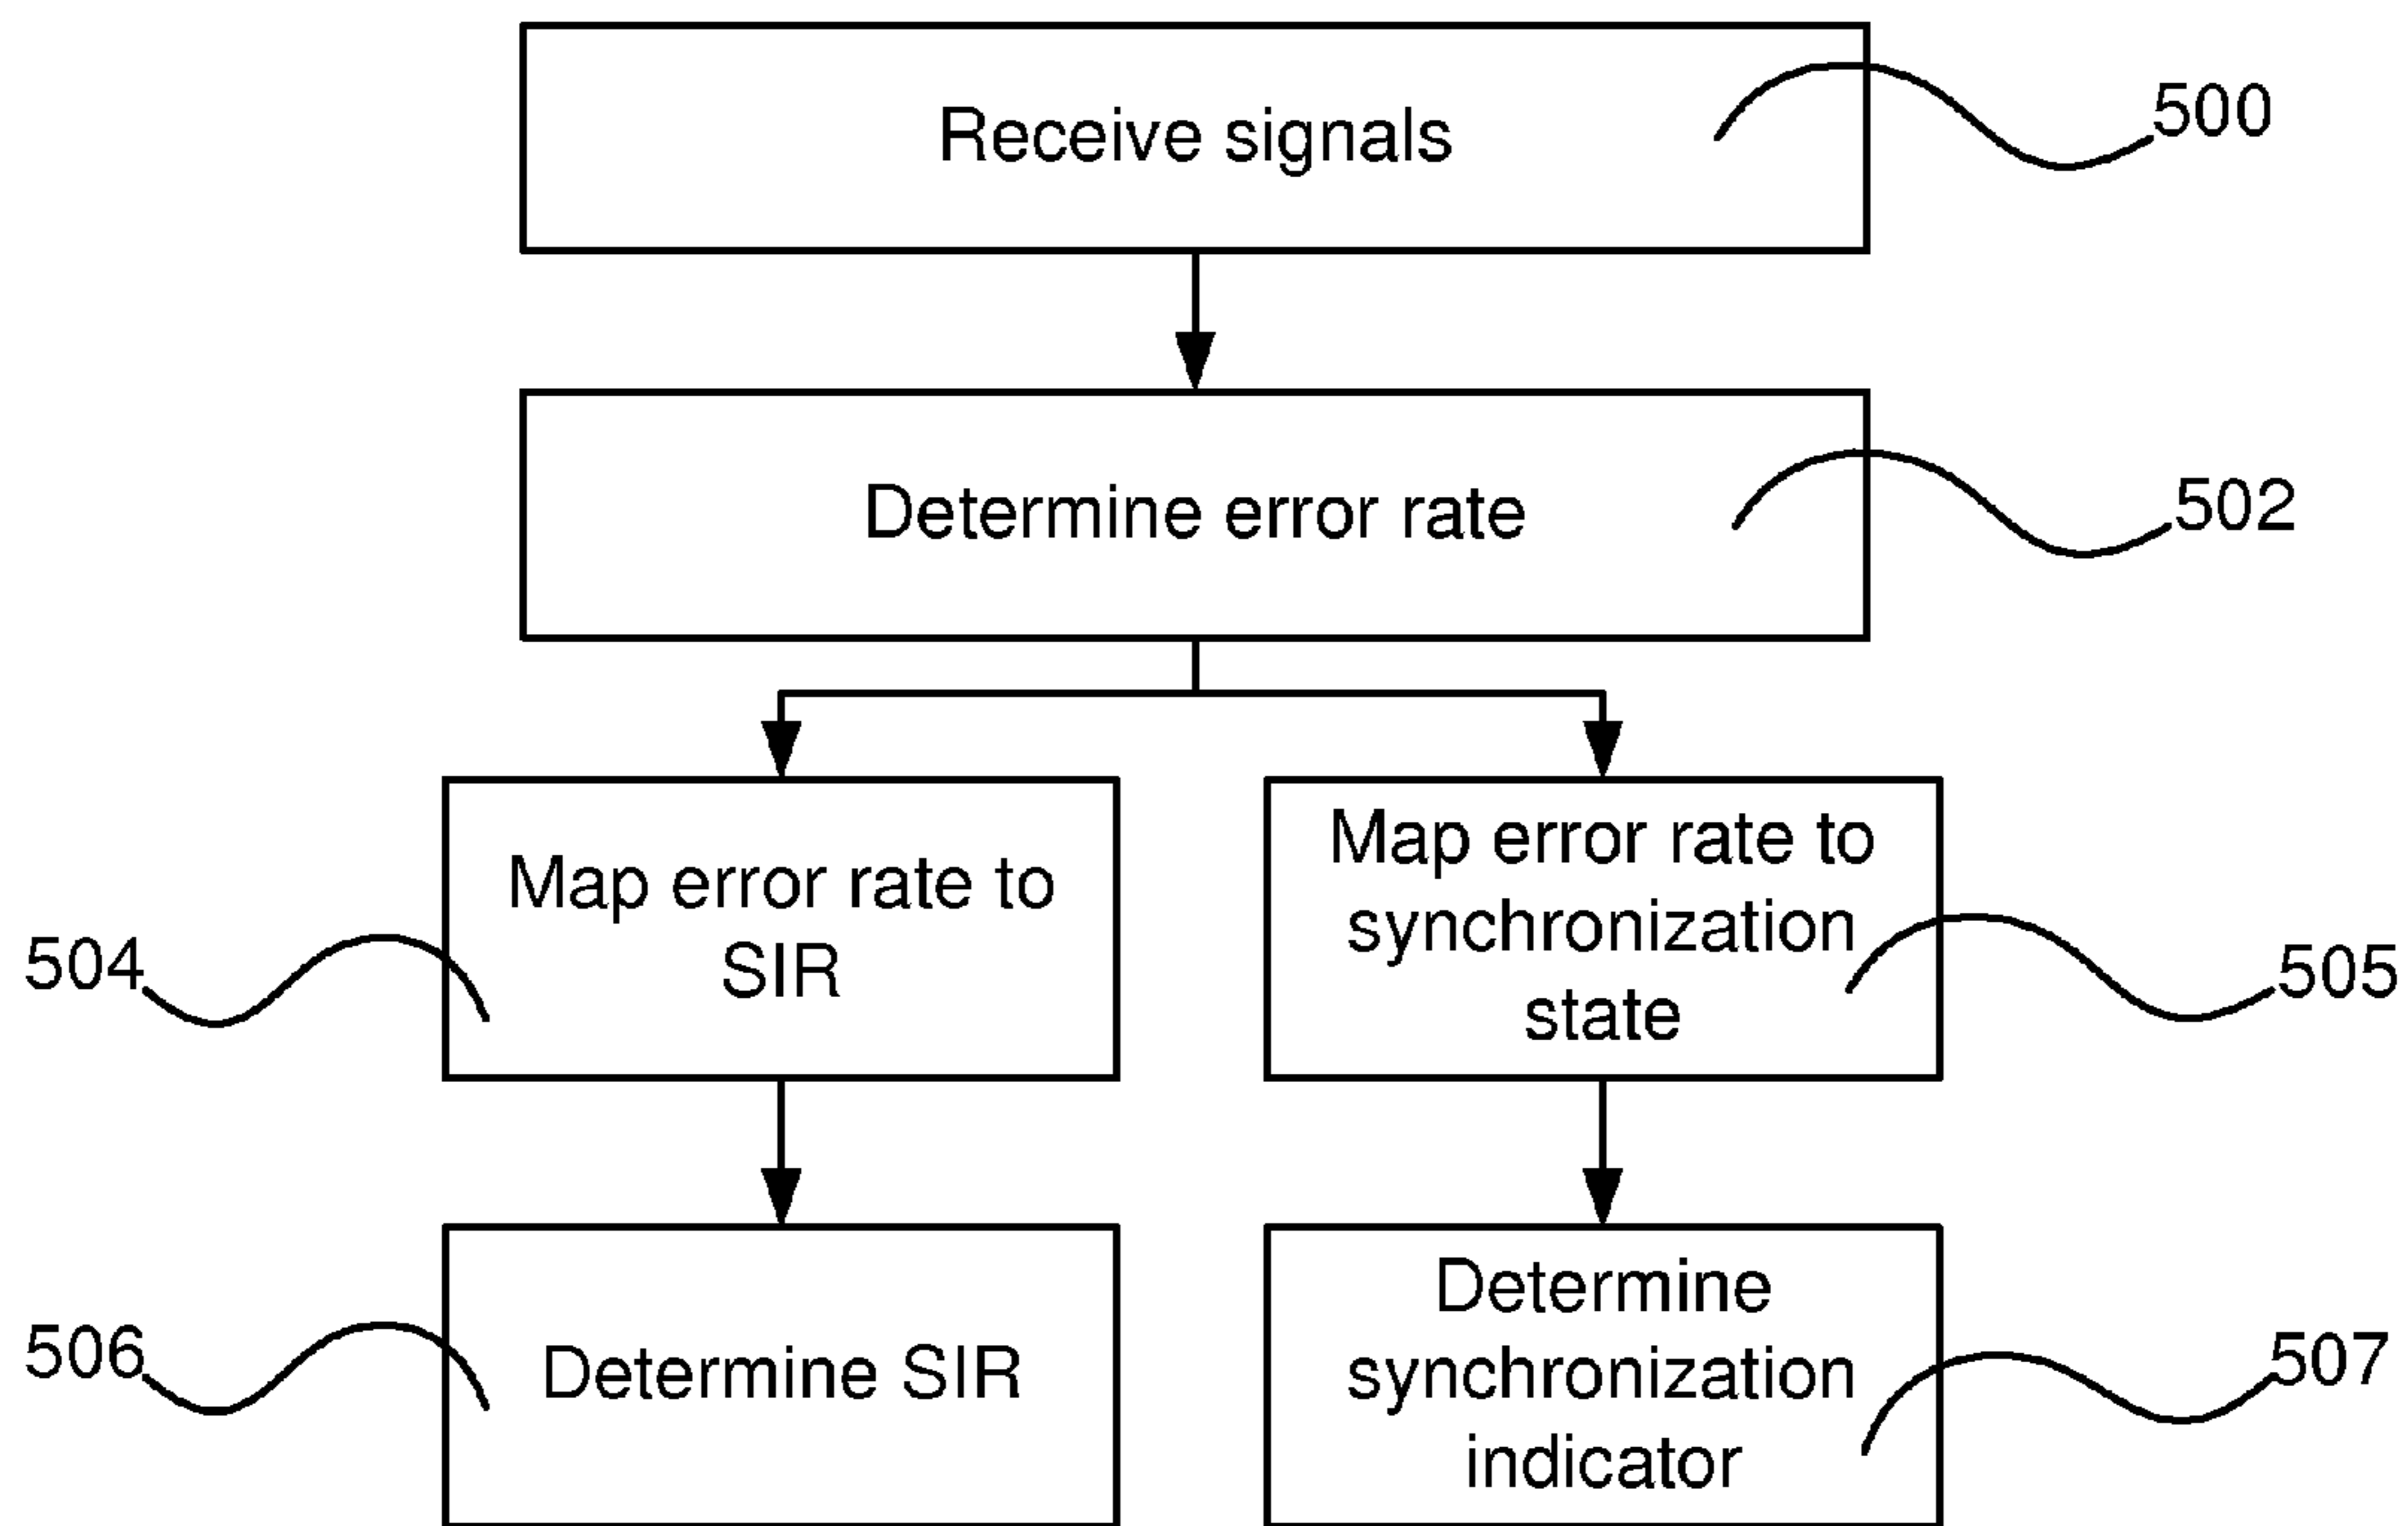 Receive signals
500
Determine error rate
502
Map error rate to
SIR
504
Map error rate to
synchronization
state
505
Determine SIR
506
Determine
synchronization
indicator
507